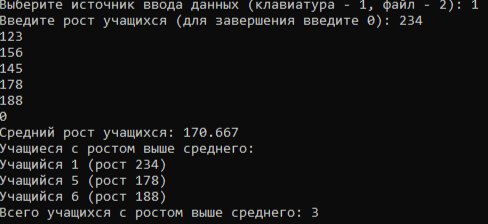 Выберите источник ввода данных (клавиатура - 1, файл - 2): 1
Введите рост учащихся (для завершения введите 0): 234
123
156
145
178
188
0
Средний рост учащихся: 170.667
Учащиеся с ростом выше среднего:
Учащийся 1 (рост 234)
Учащийся 5 (рост 178)
Учащийся 6 (рост 188)
Всего учащихся с ростом выше среднего: 3